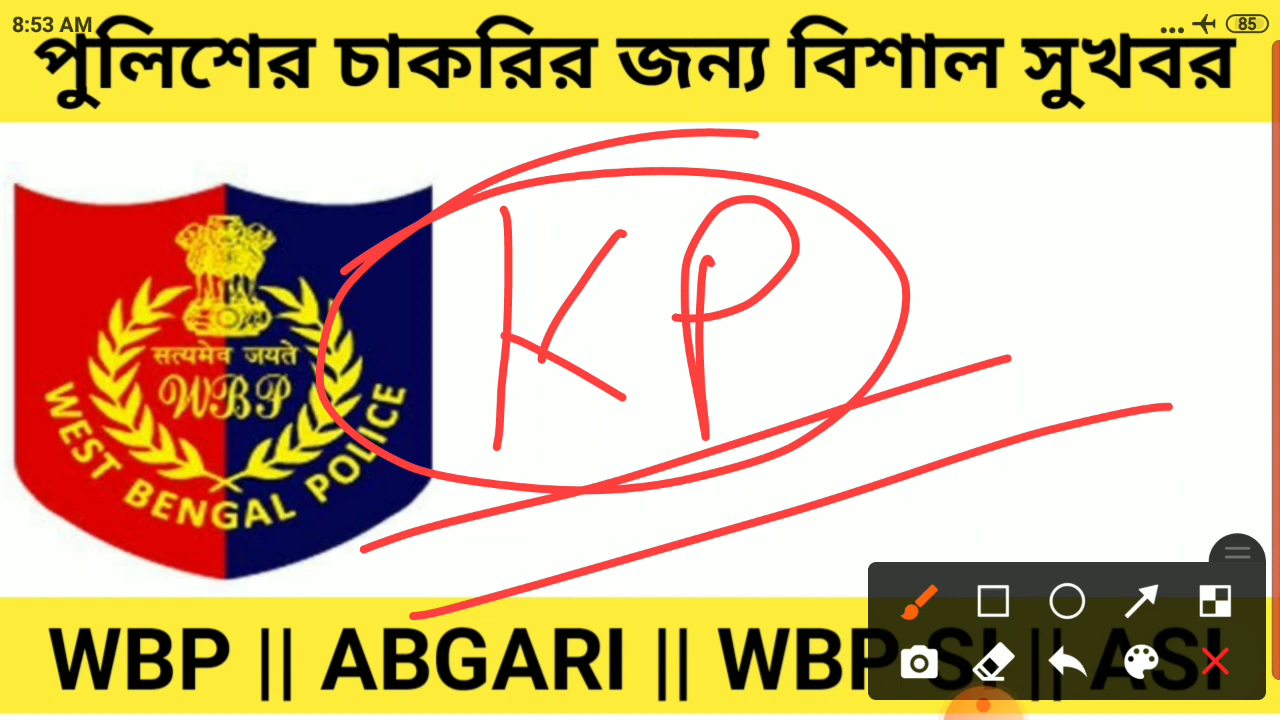 8:53 AM
85
পুলিশের চাকরির জন্য বিশাল সুখবর
KP
सत्यमेव जयते
WBP
WEST BENGAL POLICE
WBP || ABGARI || WBP SI || ASI